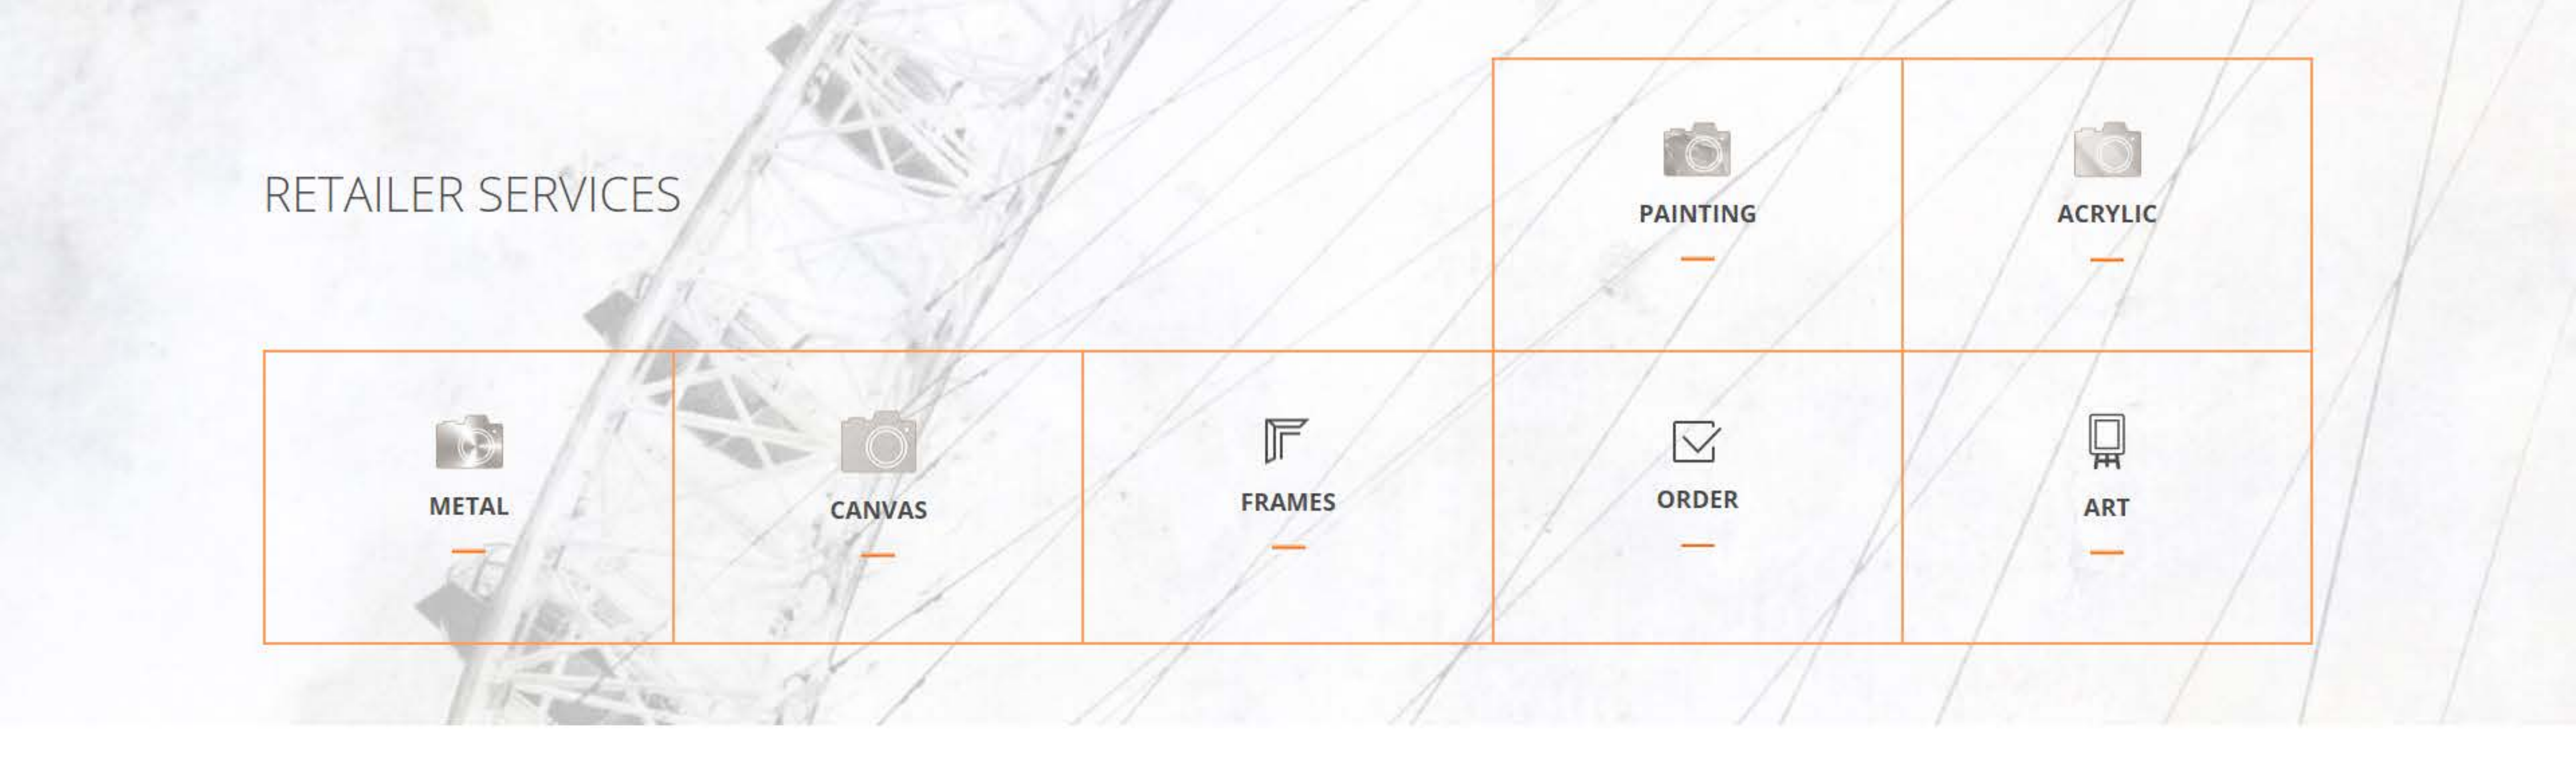 RETAILER SERVICES
PAINTING
ACRYLIC
METAL
CANVAS
FRAMES
ORDER
ART